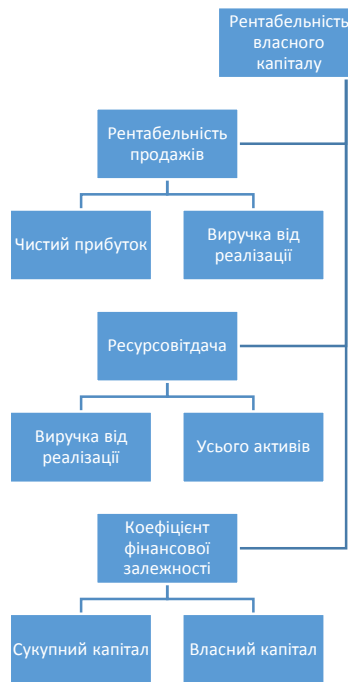 Рентабельність
власного
капіталу
Рентабельність
продажів
Чистий прибуток
Виручка від
реалізації
Ресурсовітдача
Виручка від
реалізації
Усього активів
Коефіцієнт
фінансової
залежності
Сукупний капітал
Власний капітал